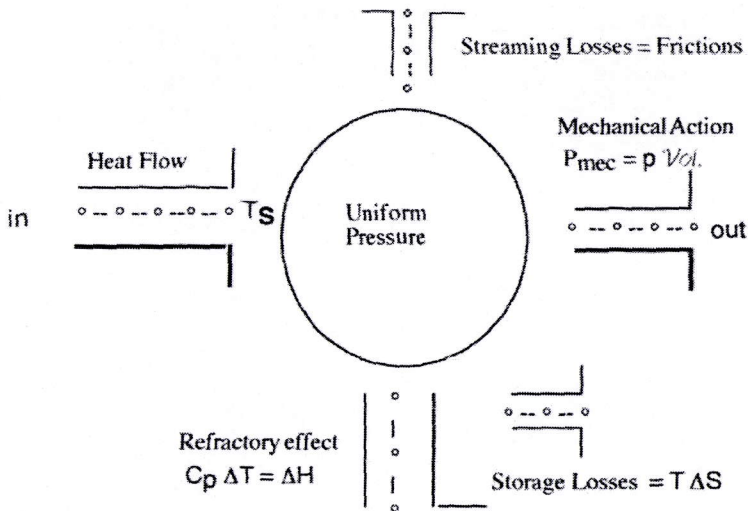 Streaming Losses = Frictions
Mechanical Action
Pmec = p Vol.
Heat Flow
in
TS
Uniform
Pressure
out
Refractory effect
Cp ΔT = ΔH
Storage Losses = T ΔS